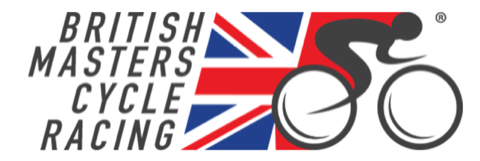 BRITISH
MASTERS
CYCLE
RACING
®